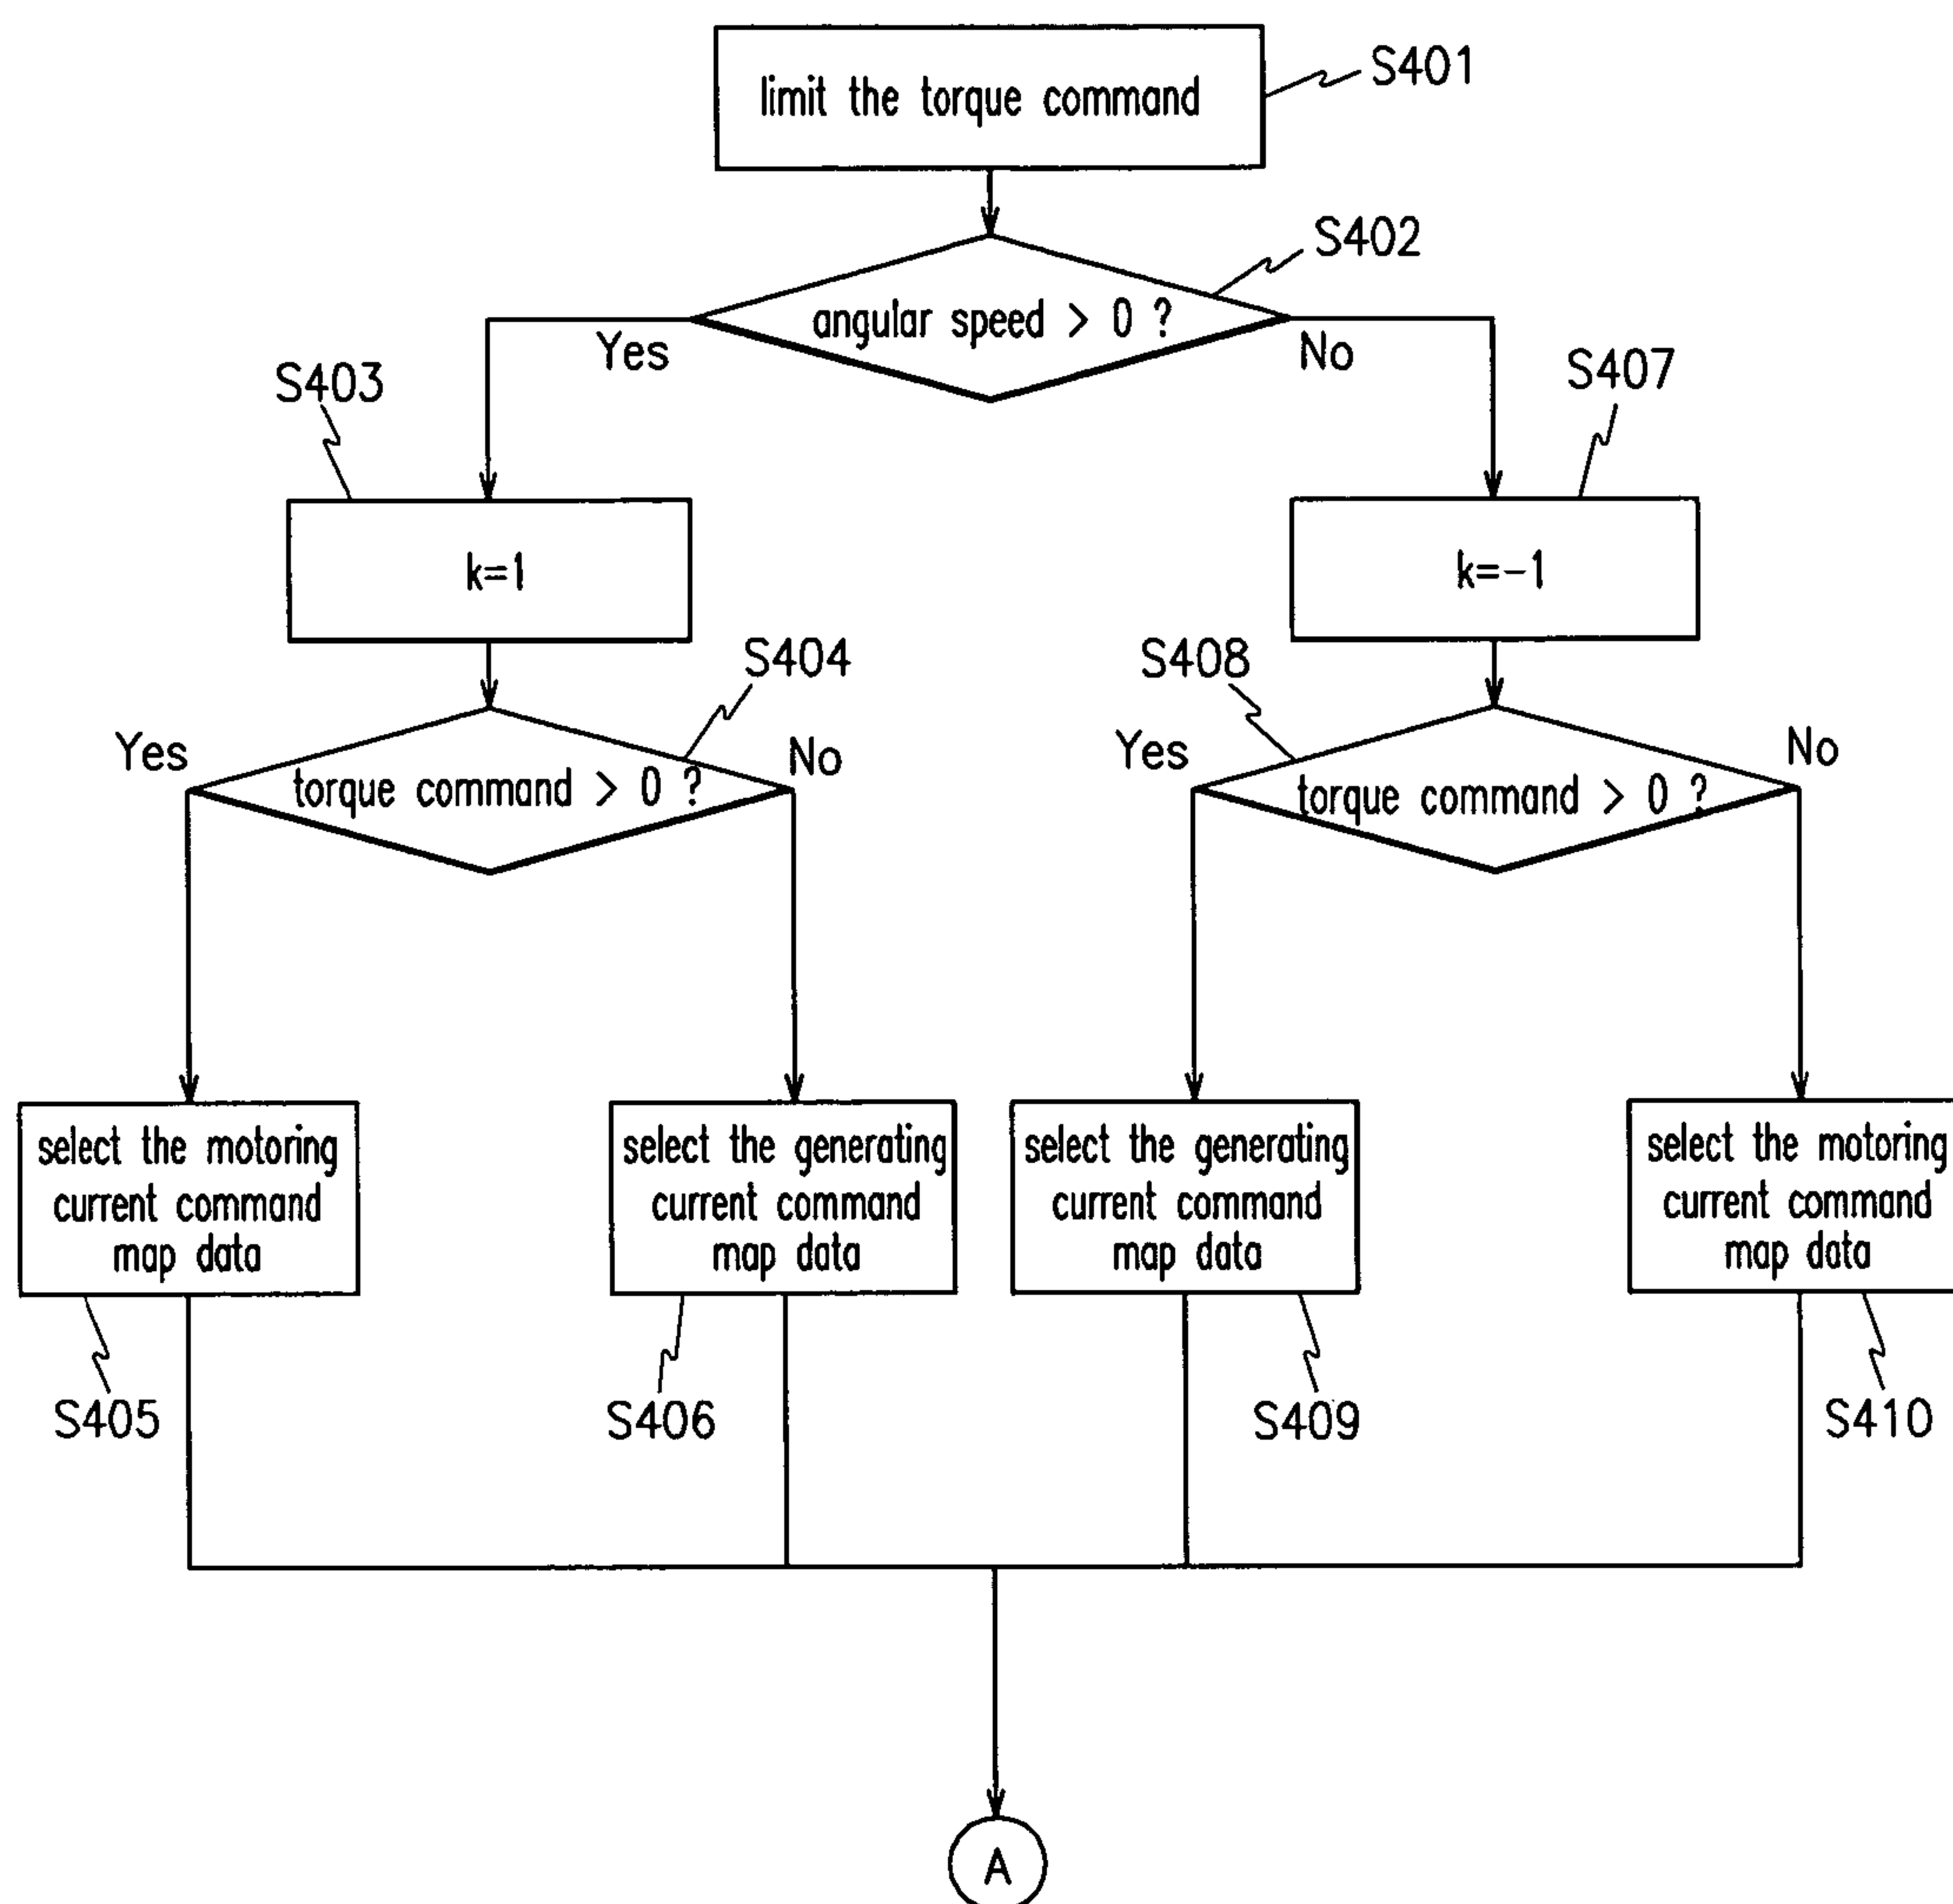 limit the torque command
S401
S402
angular speed > 0 ?
Yes
No
S403
S407
k=1
k=-1
S404
S408
Yes
torque command > 0 ?
No
Yes
torque command > 0 ?
No
select the motoring
current command
map data
select the generating
current command
map data
select the generating
current command
map data
select the motoring
current command
map data
S405
S406
S409
S410
A